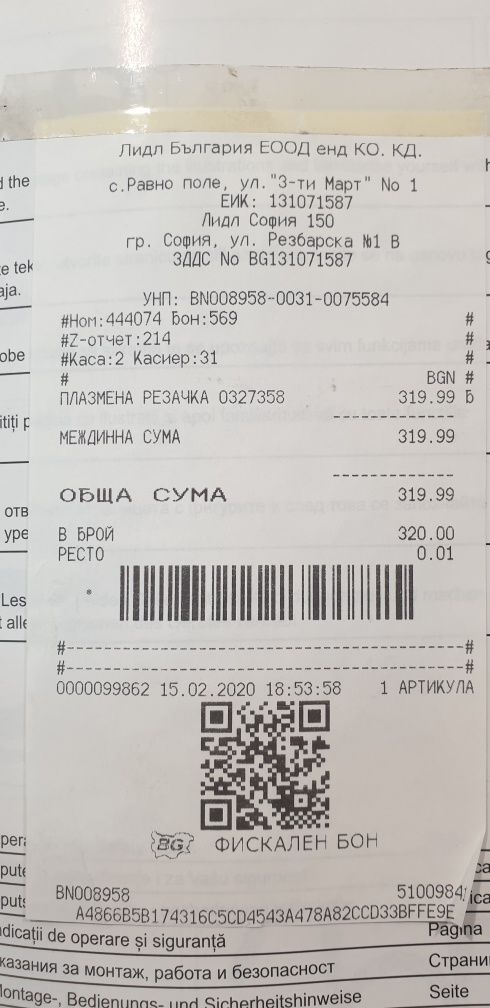 Лидл България ЕООД енд КО. КД.
с.Равно поле, ул."3-ти Март" No 1
ЕИК: 131071587
Лидл София 150
гр. София, ул. Резбарска №1 В
ЗДДС No BG131071587
УНП: BN008958-0031-0075584
#Ном:444074 Бон:569 #
#Z-отчет:214 #
#Каса:2 Касиер:31 #
# BGN #
ПЛАЗМЕНА РЕЗАЧКА 0327358 319.99 Б
МЕЖДИННА СУМА 319.99
ОБЩА СУМА 319.99
В БРОЙ 320.00
РЕСТО 0.01
#--------------------------------------#
#--------------------------------------#
0000099862 15.02.2020 18:53:58 1 АРТИКУЛА
BG ФИСКАЛЕН БОН
BN008958 5100984
A4866B5B174316C5CD4543A478A82CCD33BFFE9E
dicații de operare și siguranță Pagina
казания за монтаж, работа и безопасност Страни
Montage-, Bedienungs- und Sicherheitshinweise Seite